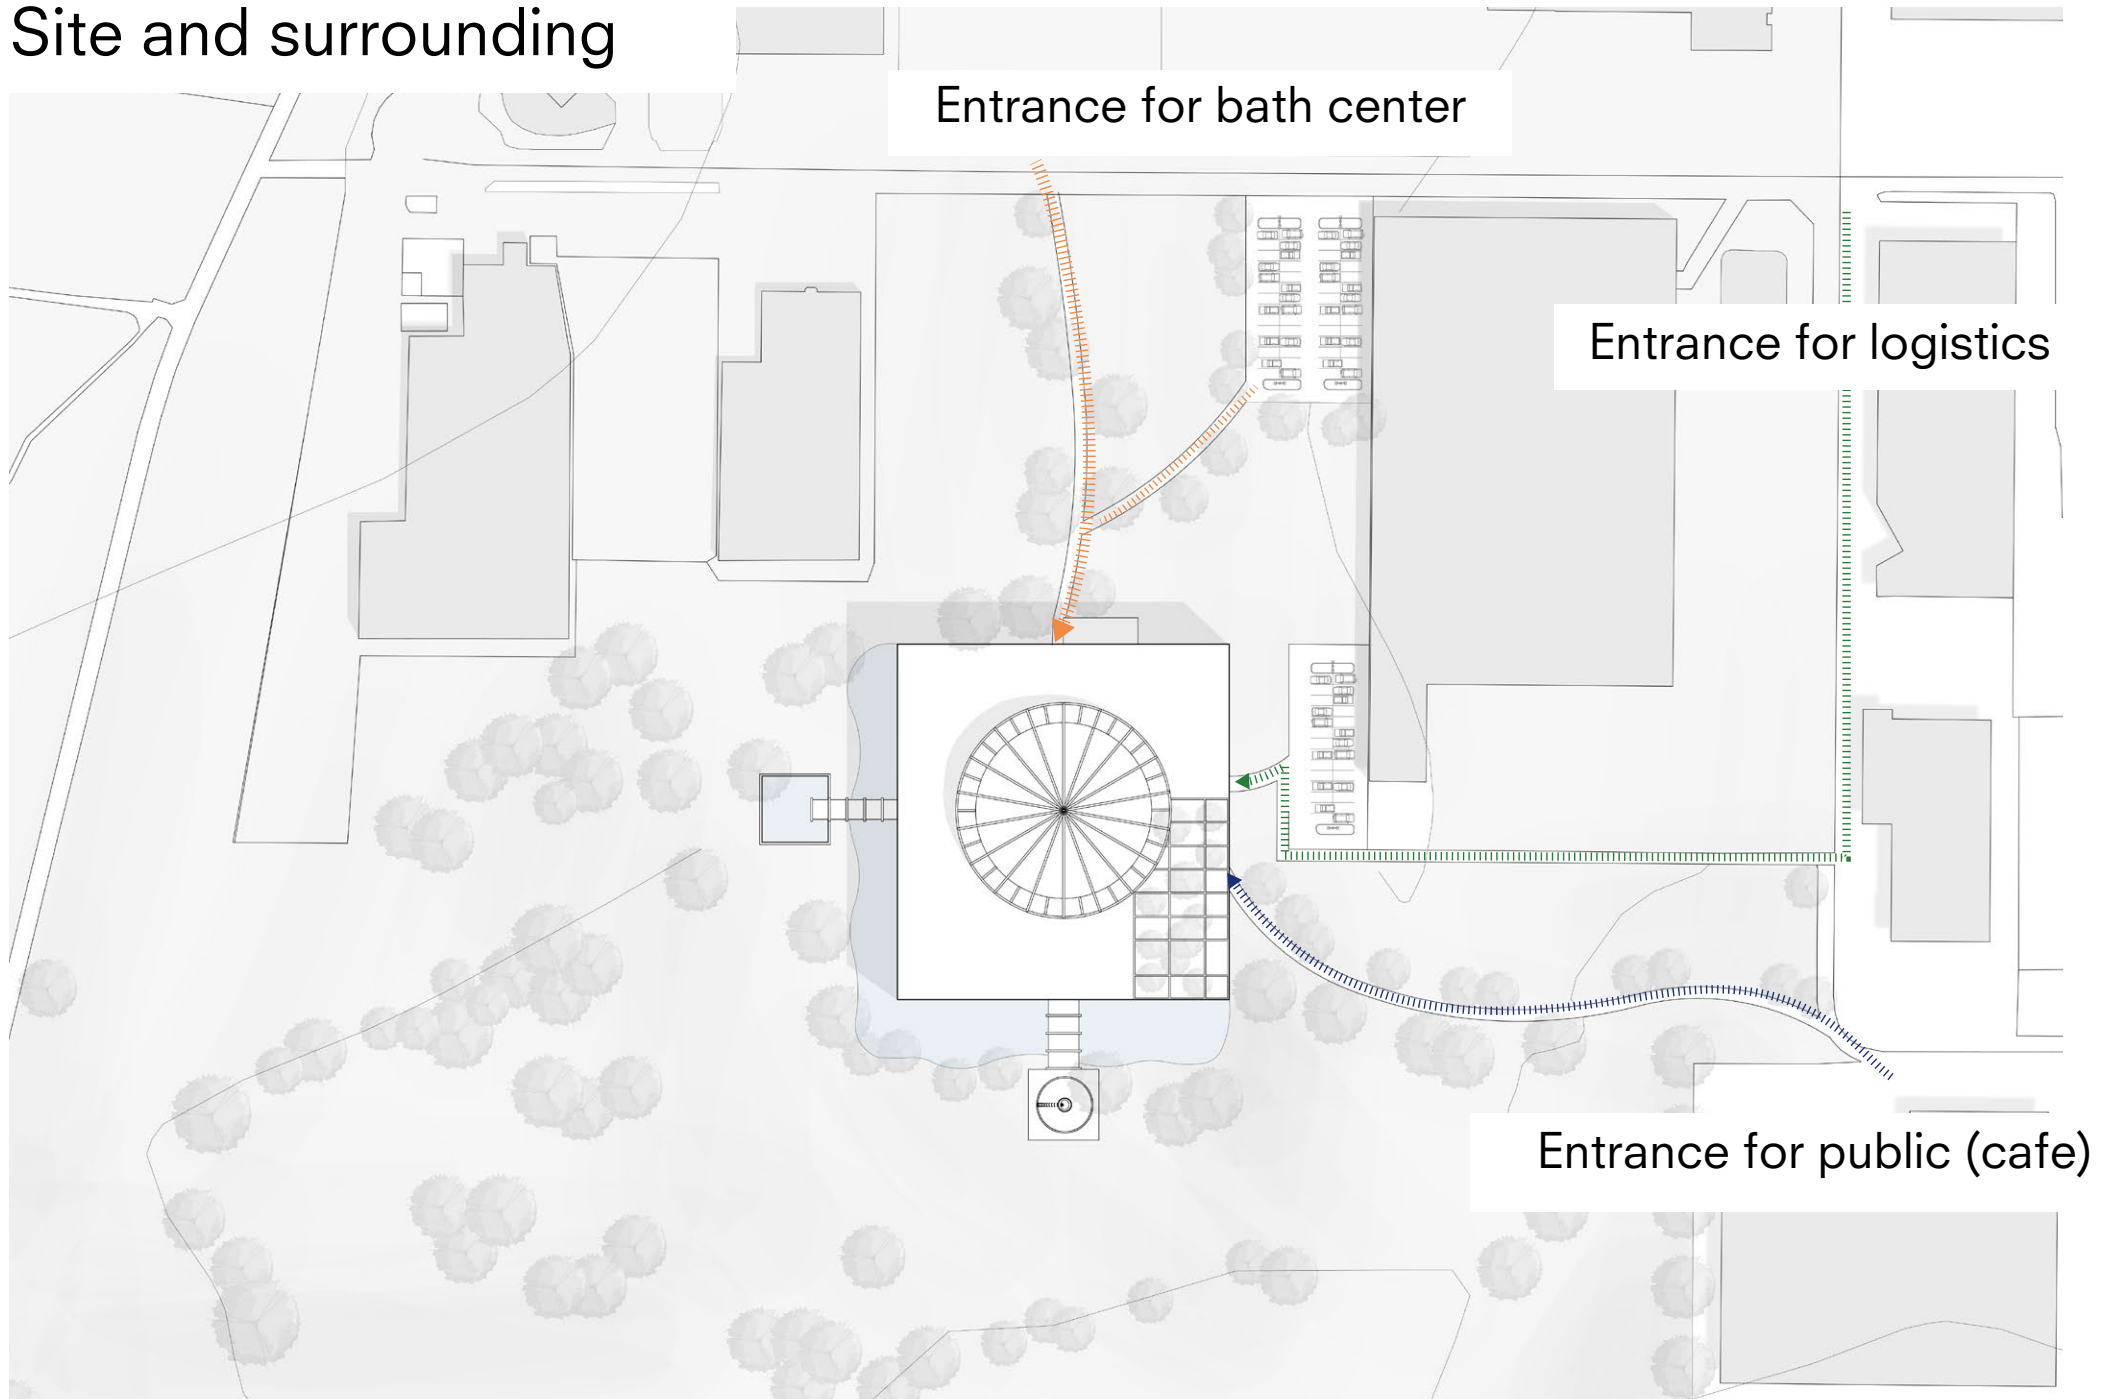 Site and surrounding
Entrance for bath center
Entrance for logistics
Entrance for public (cafe)